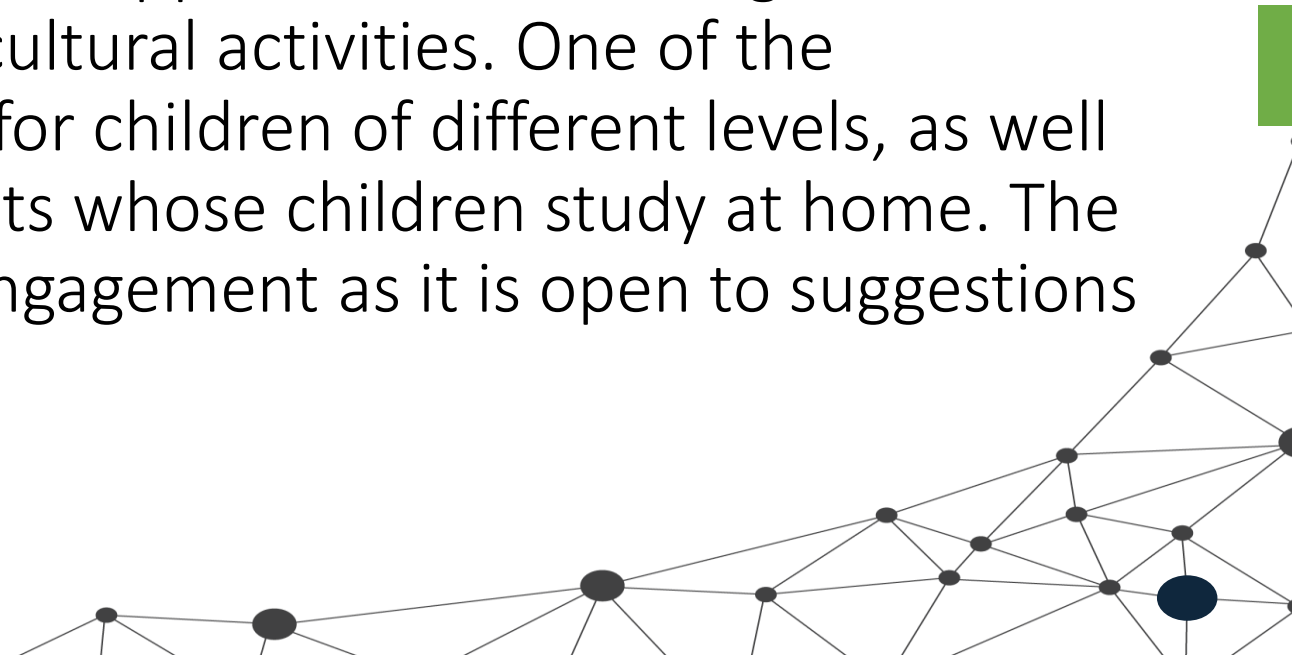 cultural activities. One of the
for children of different levels, as well
ts whose children study at home. The
ngagement as it is open to suggestions